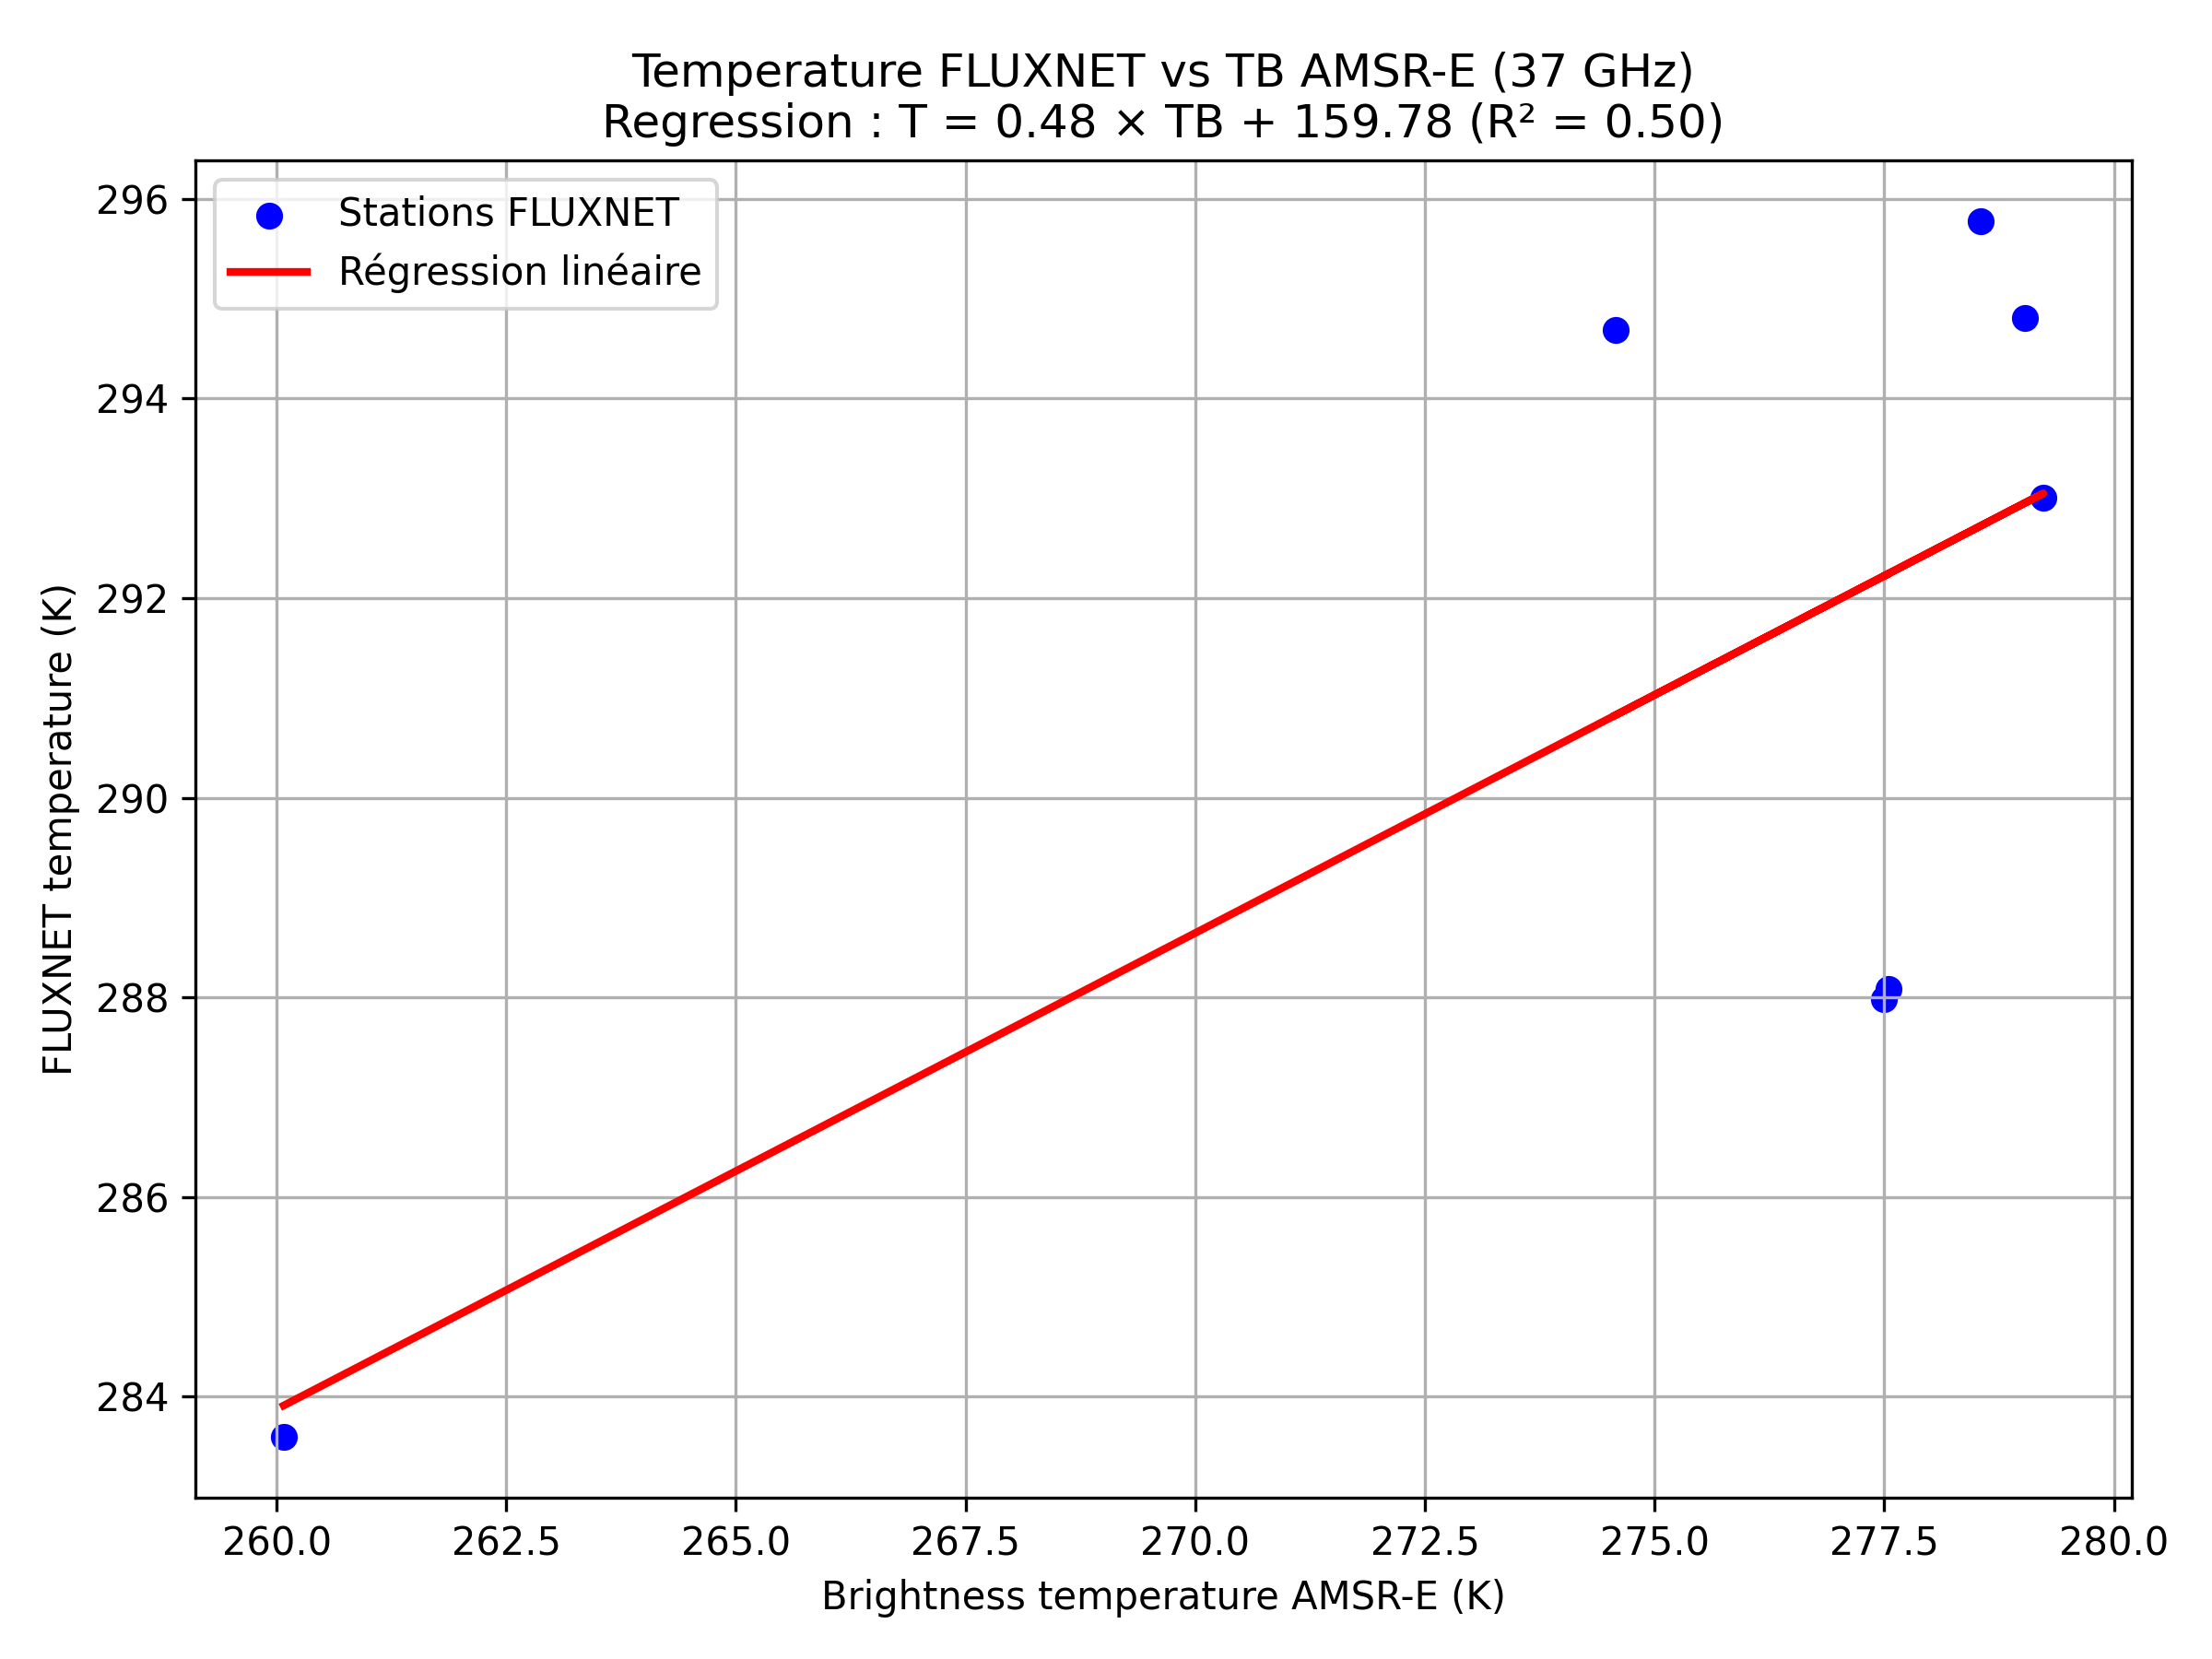 Temperature FLUXNET vs TB AMSR-E (37 GHz)
Regression : T = 0.48 × TB + 159.78 (R² = 0.50)
Stations FLUXNET
Régression linéaire
296
294
292
290
288
286
284
FLUXNET temperature (K)
260.0 262.5 265.0 267.5 270.0 272.5 275.0 277.5 280.0
Brightness temperature AMSR-E (K)